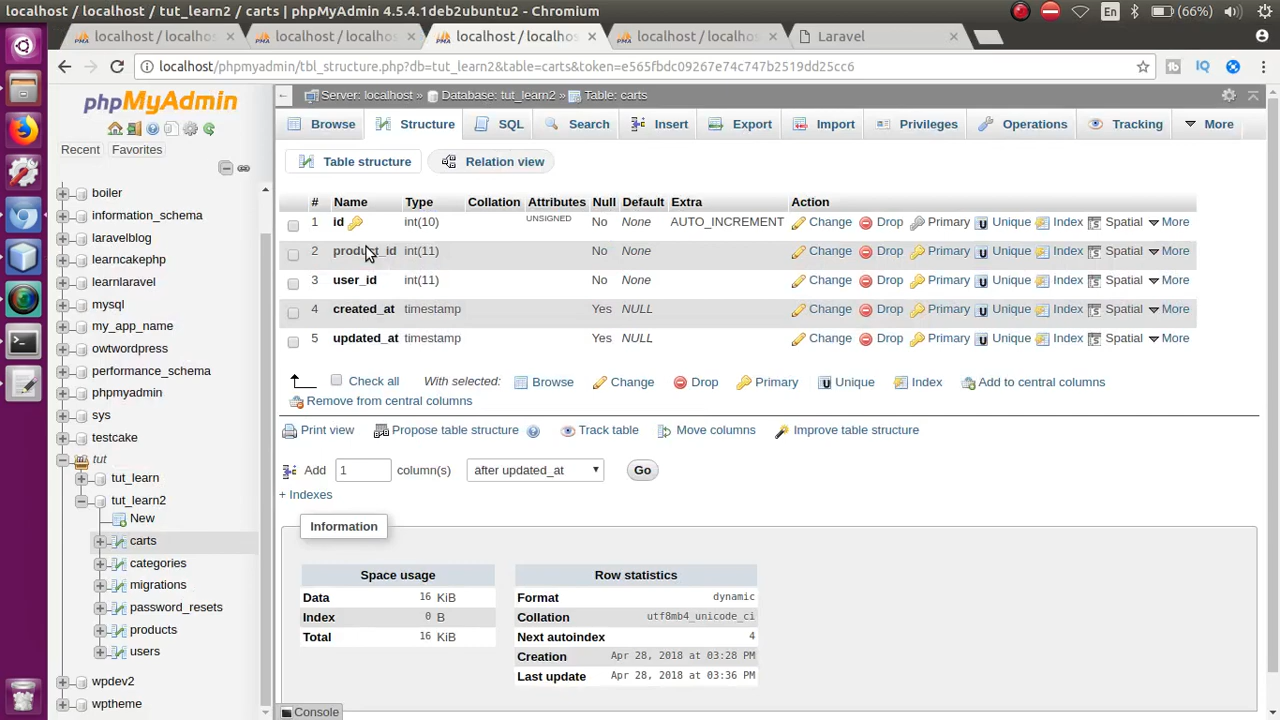 localhost / localhost / tut_learn2 / carts | phpMyAdmin 4.5.4.1deb2ubuntu2 - Chromium
En
(66%)
localhost / localhos
localhost / localhos
localhost / localhos
localhost / localhos
Laravel
localhost/phpmyadmin/tbl_structure.php?db=tut_learn2&table=carts&token=e565fbdc09267e74c747b2519dd25cc6
IQ
phpMyAdmin
Recent
Favorites
boiler
information_schema
laravelblog
learncakephp
learnlaravel
mysql
my_app_name
owtwordpress
performance_schema
phpmyadmin
sys
testcake
tut
tut_learn
tut_learn2
New
carts
categories
migrations
password_resets
products
users
wpdev2
wptheme
Server: localhost » Database: tut_learn2 » Table: carts
Browse Structure SQL Search Insert Export Import Privileges Operations Tracking More
Table structure Relation view
# Name Type Collation Attributes Null Default Extra Action
1 id int(10) UNSIGNED No None AUTO_INCREMENT Change Drop Primary Unique Index Spatial More
2 product_id int(11) No None Change Drop Primary Unique Index Spatial More
3 user_id int(11) No None Change Drop Primary Unique Index Spatial More
4 created_at timestamp Yes NULL Change Drop Primary Unique Index Spatial More
5 updated_at timestamp Yes NULL Change Drop Primary Unique Index Spatial More
Check all With selected: Browse Change Drop Primary Unique Index Add to central columns
Remove from central columns
Print view Propose table structure Track table Move columns Improve table structure
Add 1 column(s) after updated_at Go
+ Indexes
Information
Space usage
Data 16 KiB
Index 0 B
Total 16 KiB
Row statistics
Format dynamic
Collation utf8mb4_unicode_ci
Next autoindex 4
Creation Apr 28, 2018 at 03:28 PM
Last update Apr 28, 2018 at 03:36 PM
Console